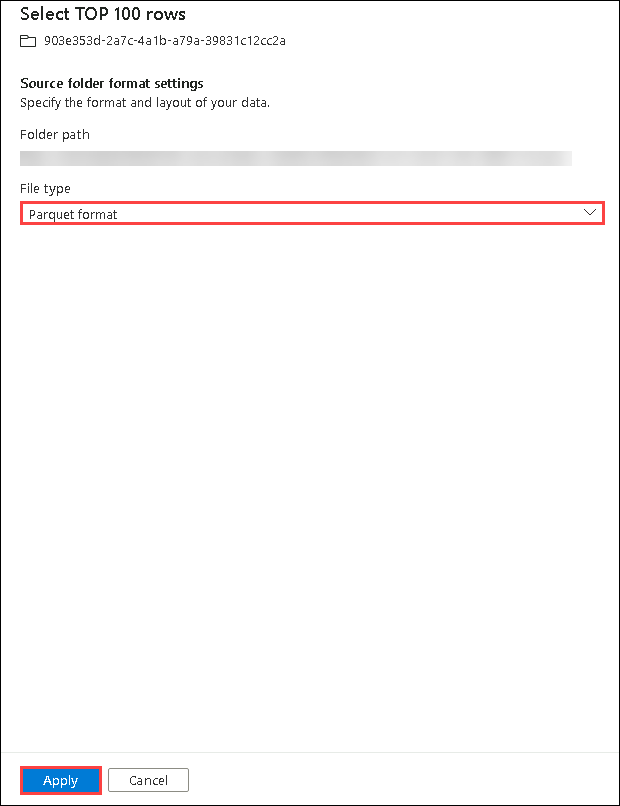 Select TOP 100 rows
903e353d-2a7c-4a1b-a79a-39831c12cc2a
Source folder format settings
Specify the format and layout of your data.
Folder path
File type
Parquet format
Apply
Cancel